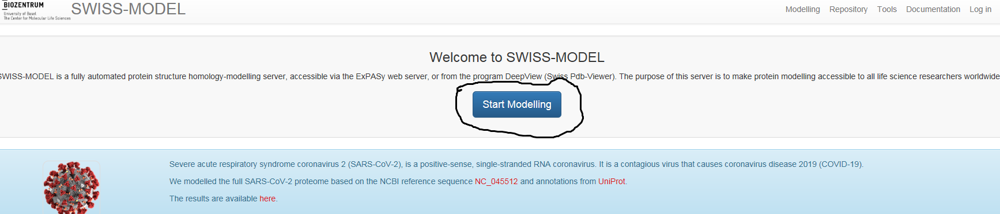 BIOZENTRUM
University of Basel
The Center for Molecular Life Sciences
SWISS-MODEL
Modelling Repository Tools Documentation Log in
Welcome to SWISS-MODEL
SWISS-MODEL is a fully automated protein structure homology-modelling server, accessible via the ExPASy web server, or from the program DeepView (Swiss Pdb-Viewer). The purpose of this server is to make protein modelling accessible to all life science researchers worldwide
Start Modelling
Severe acute respiratory syndrome coronavirus 2 (SARS-CoV-2), is a positive-sense, single-stranded RNA coronavirus. It is a contagious virus that causes coronavirus disease 2019 (COVID-19).
We modelled the full SARS-CoV-2 proteome based on the NCBI reference sequence NC_045512 and annotations from UniProt.
The results are available here.